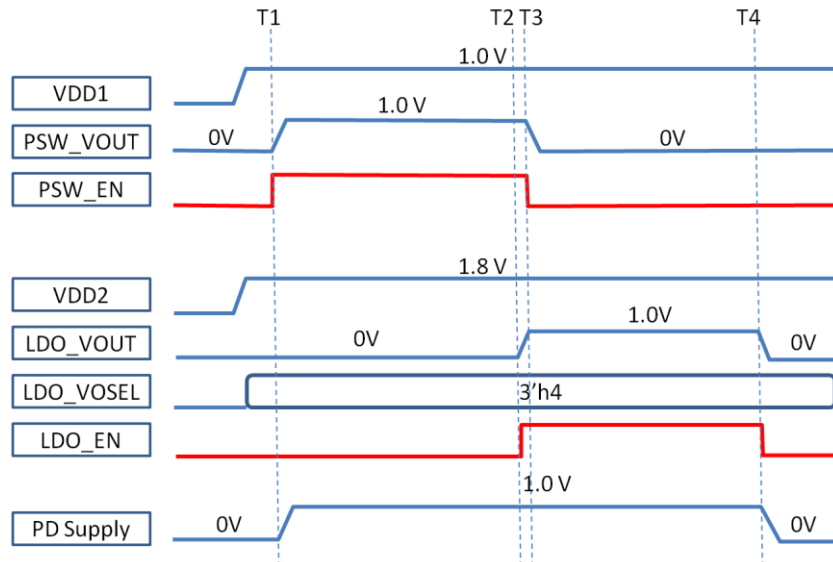 T1 T2 T3 T4
1.0 V
VDD1
1.0 V
PSW_VOUT 0V 0V
PSW_EN
1.8 V
VDD2
1.0V
LDO_VOUT 0V 0V
LDO_VOSEL 3'h4
LDO_EN
1.0 V
PD Supply 0V 0V